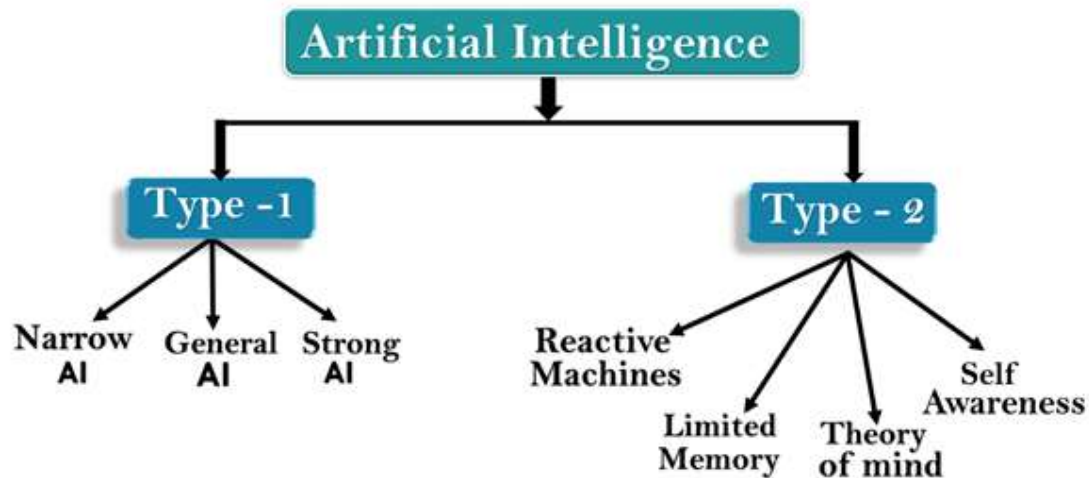 Artificial Intelligence
Type -1
Type - 2
Narrow
AI
General
AI
Strong
AI
Reactive
Machines
Limited
Memory
Theory
of mind
Self
Awareness